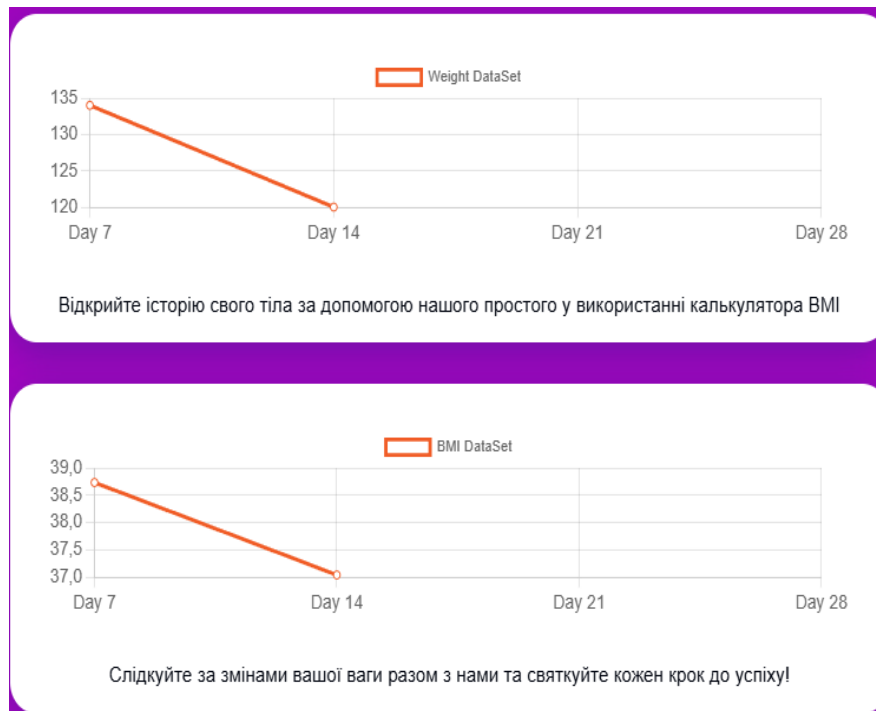 Weight DataSet
135
130
125
120
Day 7 Day 14 Day 21 Day 28
Відкрийте історію свого тіла за допомогою нашого простого у використанні калькулятора BMI
BMI DataSet
39,0
38,5
38,0
37,5
37,0
Day 7 Day 14 Day 21 Day 28
Слідкуйте за змінами вашої ваги разом з нами та святкуйте кожен крок до успіху!